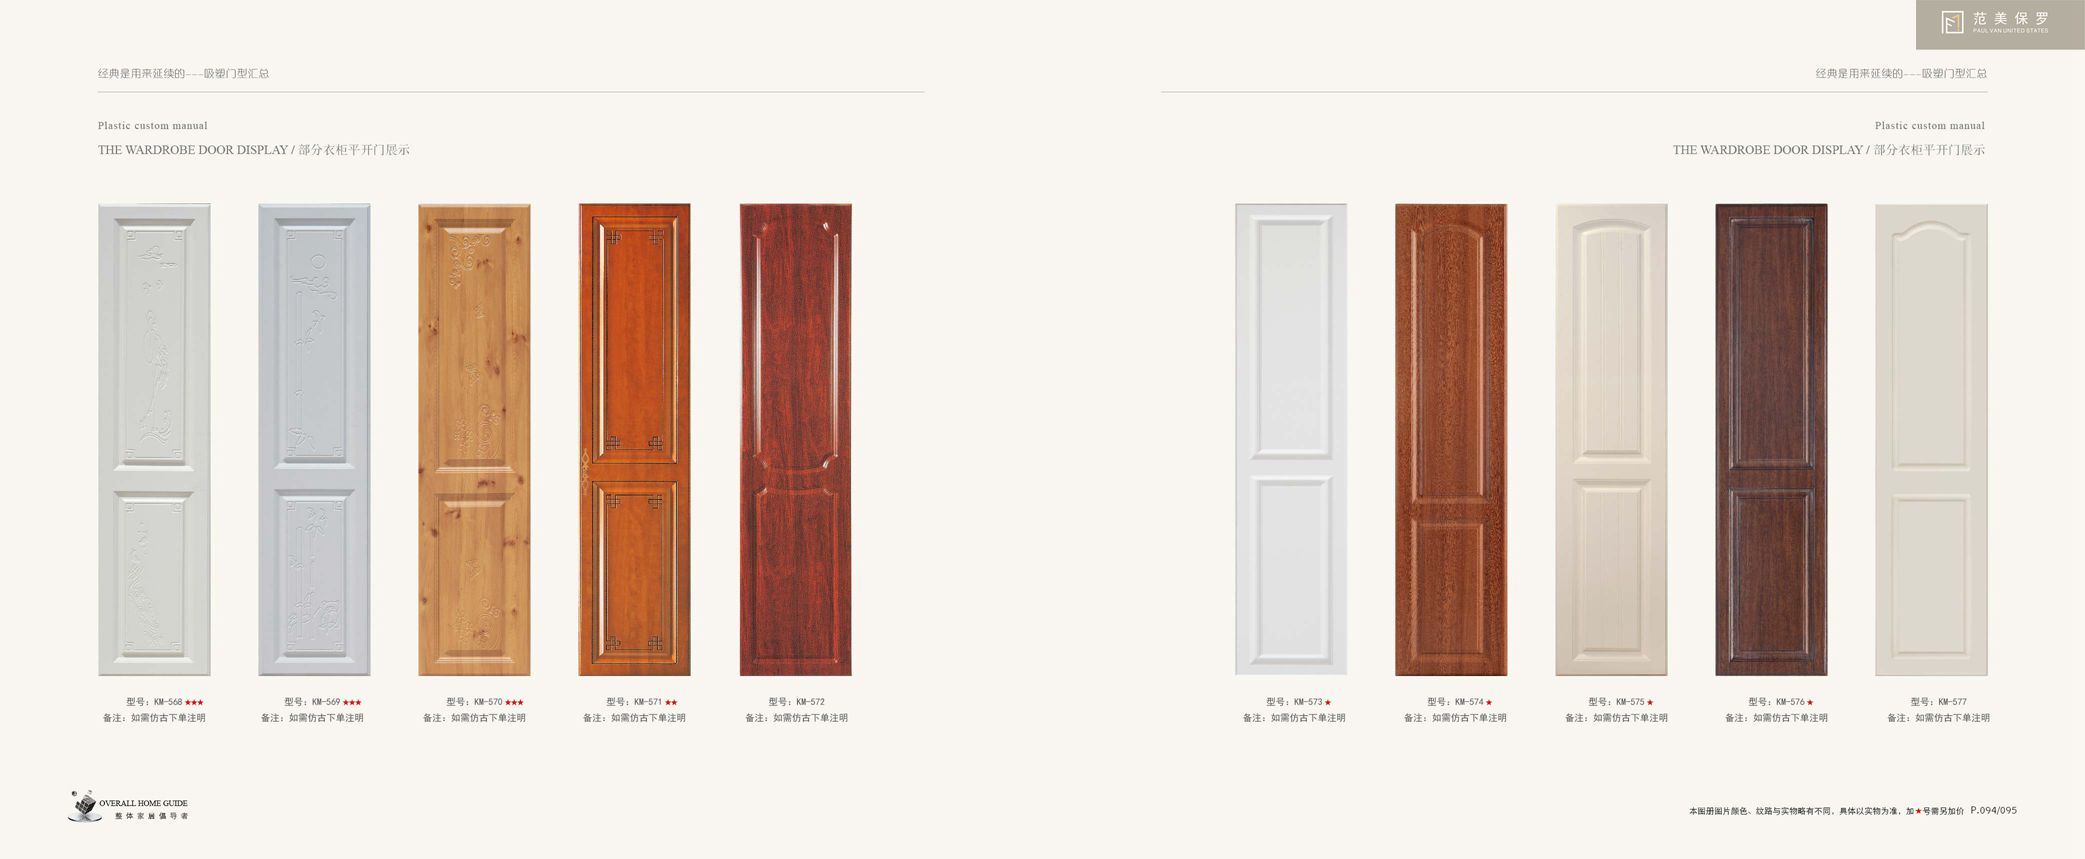 范美保罗
PAUL VAN UNITED STATES
经典是用来延续的---吸塑门型汇总
经典是用来延续的---吸塑门型汇总
Plastic custom manual
THE WARDROBE DOOR DISPLAY / 部分衣柜平开门展示
Plastic custom manual
THE WARDROBE DOOR DISPLAY / 部分衣柜平开门展示
型号：KM-568 ★★★
备注：如需仿古下单注明
型号：KM-569 ★★★
备注：如需仿古下单注明
型号：KM-570 ★★★
备注：如需仿古下单注明
型号：KM-571 ★★
备注：如需仿古下单注明
型号：KM-572
备注：如需仿古下单注明
型号：KM-573 ★
备注：如需仿古下单注明
型号：KM-574 ★
备注：如需仿古下单注明
型号：KM-575 ★
备注：如需仿古下单注明
型号：KM-576 ★
备注：如需仿古下单注明
型号：KM-577
备注：如需仿古下单注明
OVERALL HOME GUIDE
整体家居倡导者
本图册图片颜色、纹路与实物略有不同，具体以实物为准，加★号需另加价 P.094/095